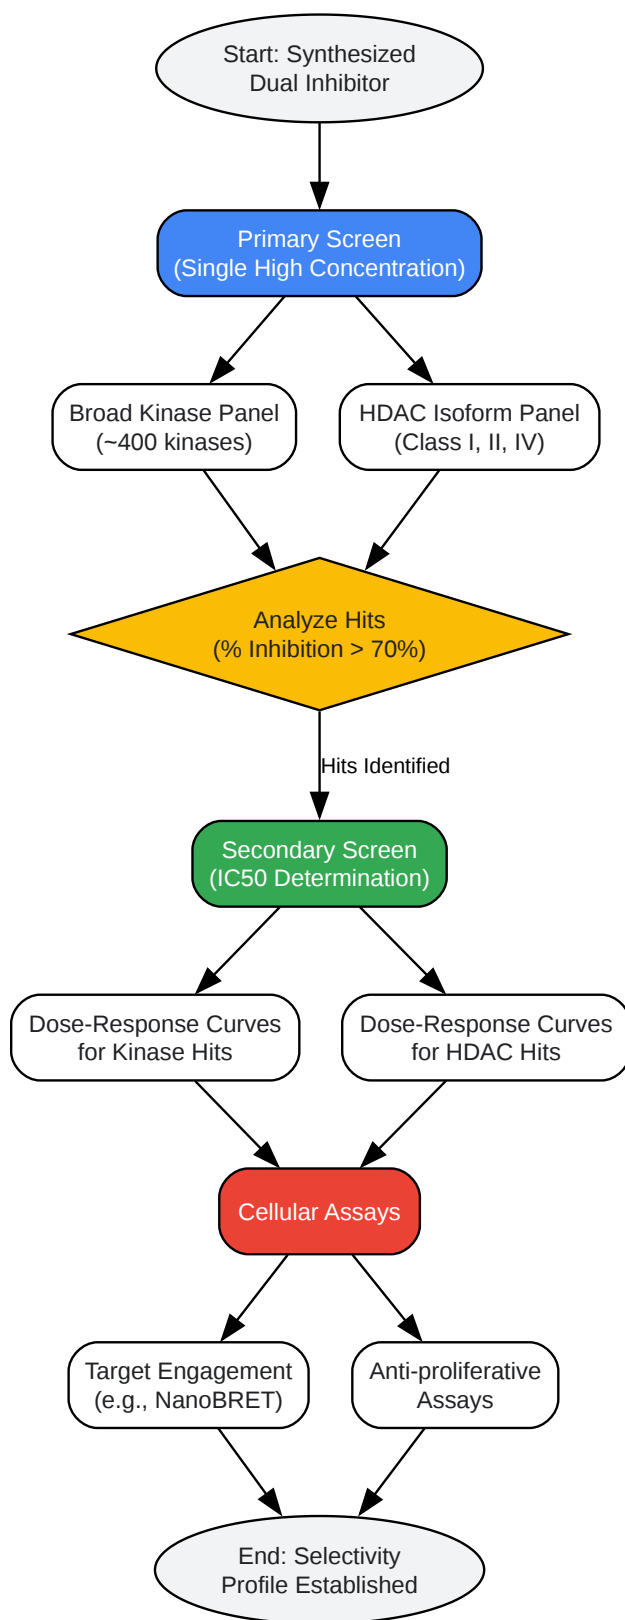 Start: Synthesized
Dual Inhibitor
Primary Screen
(Single High Concentration)
Broad Kinase Panel
(~400 kinases)
HDAC Isoform Panel
(Class I, II, IV)
Analyze Hits
(% Inhibition > 70%)
Hits Identified
Secondary Screen
(IC50 Determination)
Dose-Response Curves
for Kinase Hits
Dose-Response Curves
for HDAC Hits
Cellular Assays
Target Engagement
(e.g., NanoBRET)
Anti-proliferative
Assays
End: Selectivity
Profile Established